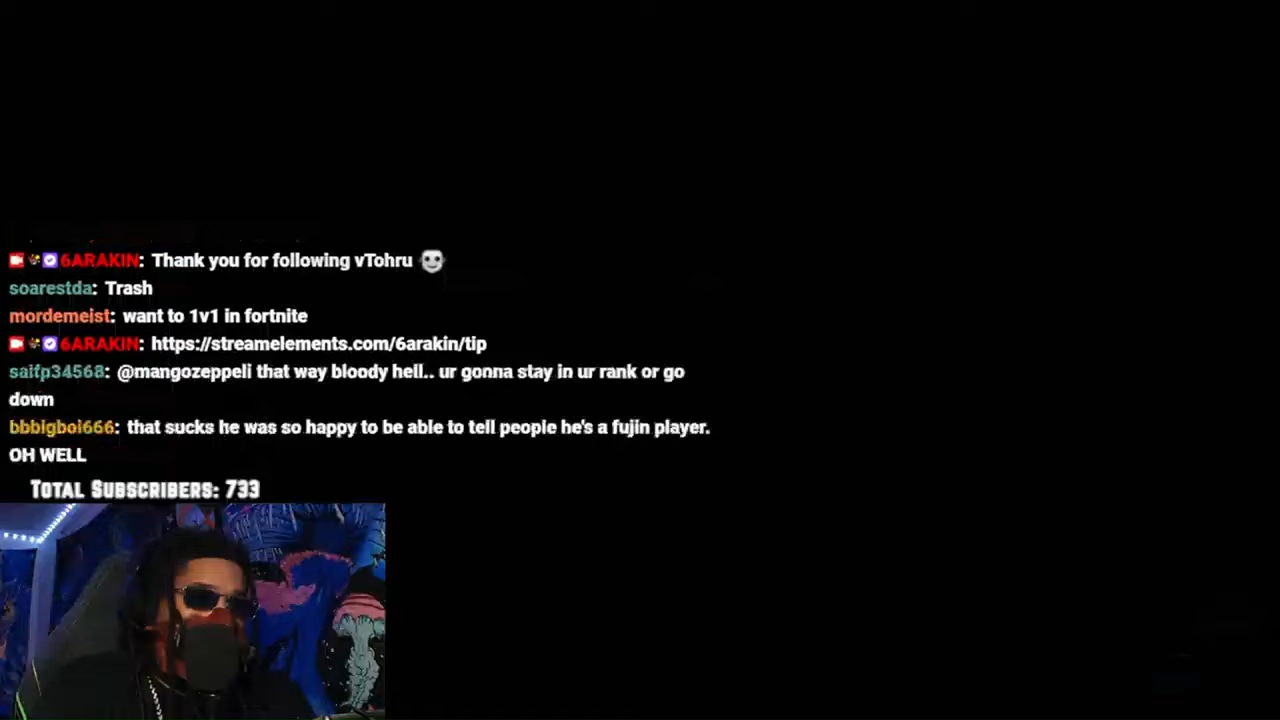 6ARAKIN: Thank you for following vTohru
soarestda: Trash
mordemeist: want to 1v1 in fortnite
6ARAKIN: https://streamelements.com/6arakin/tip
saifp34568: @mangozeppeli that way bloody hell.. ur gonna stay in ur rank or go
down
bbbigboi666: that sucks he was so happy to be able to tell people he's a fujin player.
OH WELL
TOTAL SUBSCRIBERS: 733